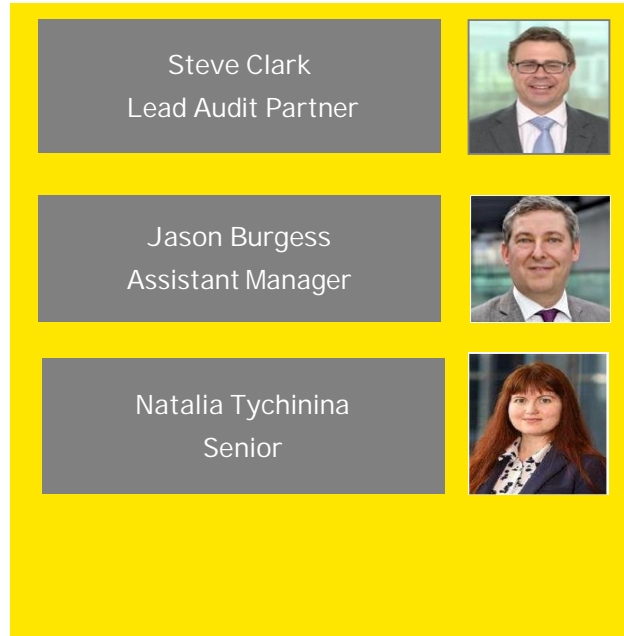 Steve Clark
Lead Audit Partner
Jason Burgess
Assistant Manager
Natalia Tychinina
Senior